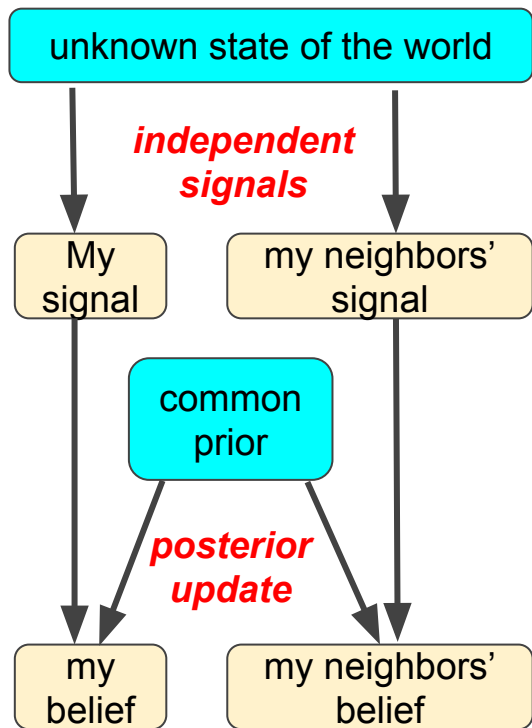 unknown state of the world
independent
signals
My
signal
my neighbors’
signal
common
prior
posterior
update
my
belief
my neighbors’
belief